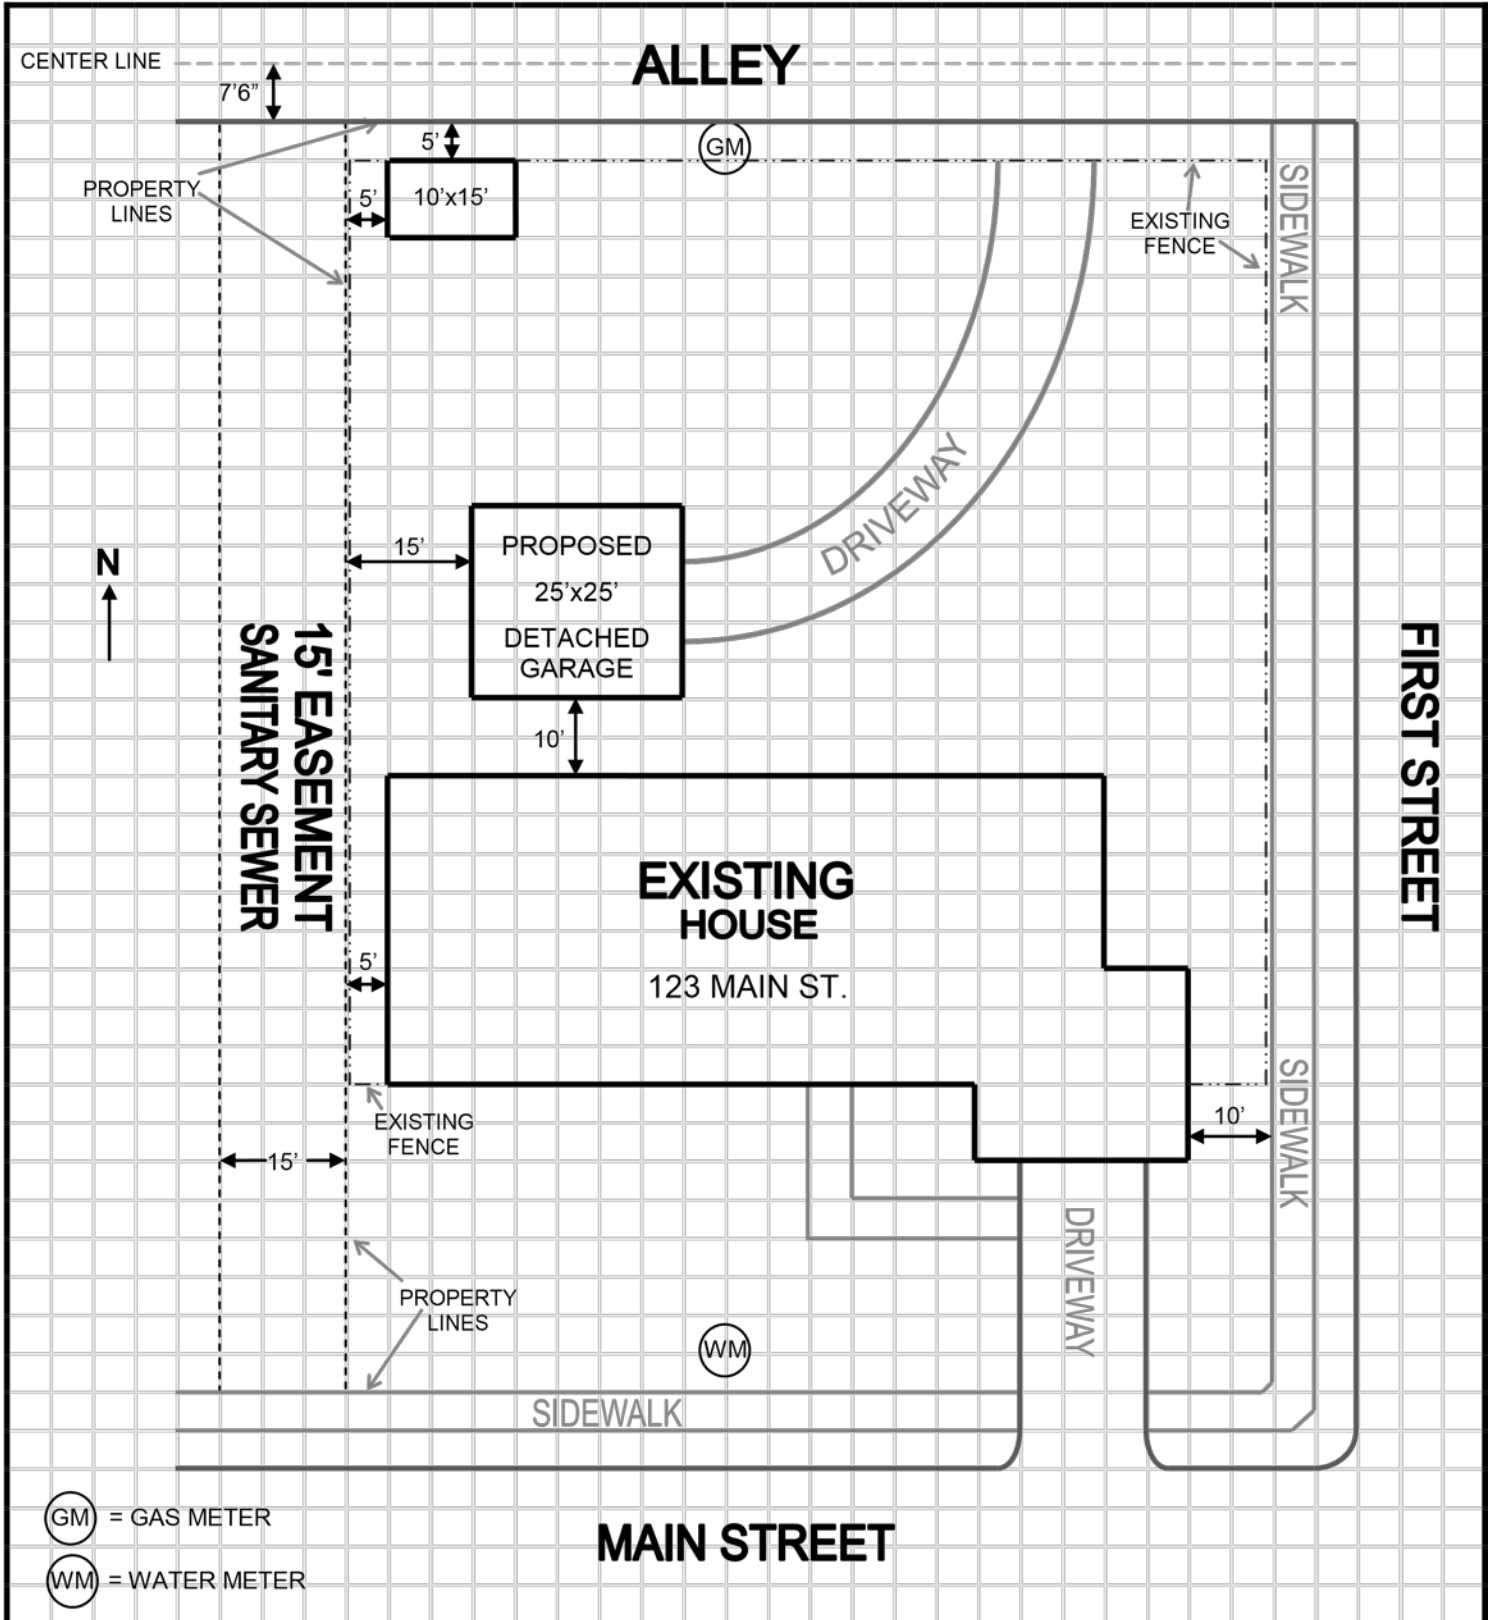 CENTER LINE
ALLEY
7'6"
5'
GM
PROPERTY
LINES
5'
10'x15'
EXISTING
FENCE
SIDEWALK
DRIVEWAY
N
15'
PROPOSED
25'x25'
DETACHED
GARAGE
15' EASEMENT
SANITARY SEWER
FIRST STREET
10'
EXISTING
HOUSE
123 MAIN ST.
5'
EXISTING
FENCE
10'
SIDEWALK
15'
DRIVEWAY
PROPERTY
LINES
WM
SIDEWALK
GM = GAS METER
WM = WATER METER
MAIN STREET